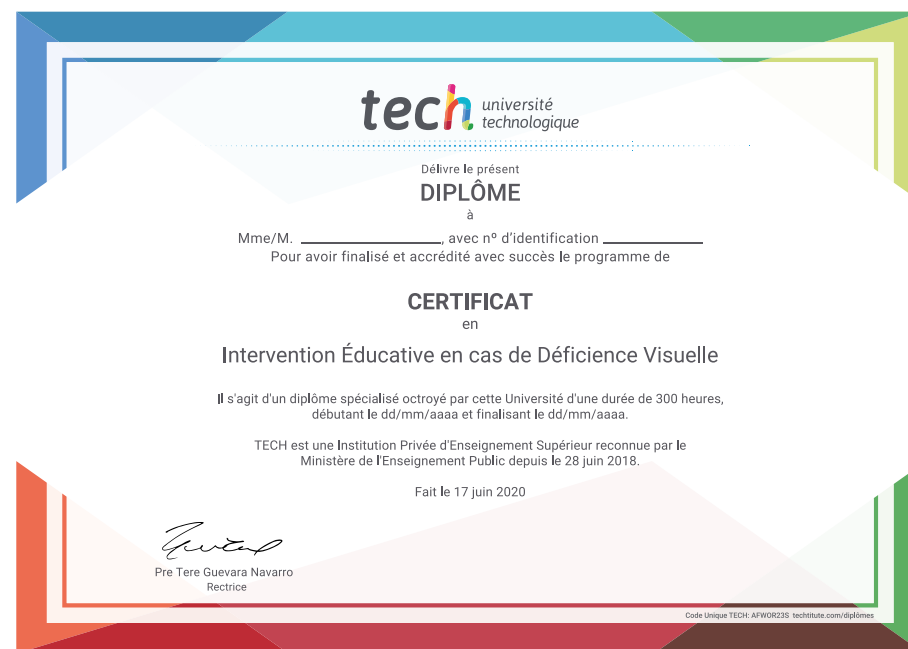 tech université
technologique
Délivre le présent
DIPLÔME
à
Mme/M. ____________________, avec nº d'identification ______________
Pour avoir finalisé et accrédité avec succès le programme de
CERTIFICAT
en
Intervention Éducative en cas de Déficience Visuelle
Il s'agit d'un diplôme spécialisé octroyé par cette Université d'une durée de 300 heures,
débutant le dd/mm/aaaa et finalisant le dd/mm/aaaa.
TECH est une Institution Privée d'Enseignement Supérieur reconnue par le
Ministère de l'Enseignement Public depuis le 28 juin 2018.
Fait le 17 juin 2020
Pre Tere Guevara Navarro
Rectrice
Code Unique TECH: AFWOR23S techtitute.com/diplômes